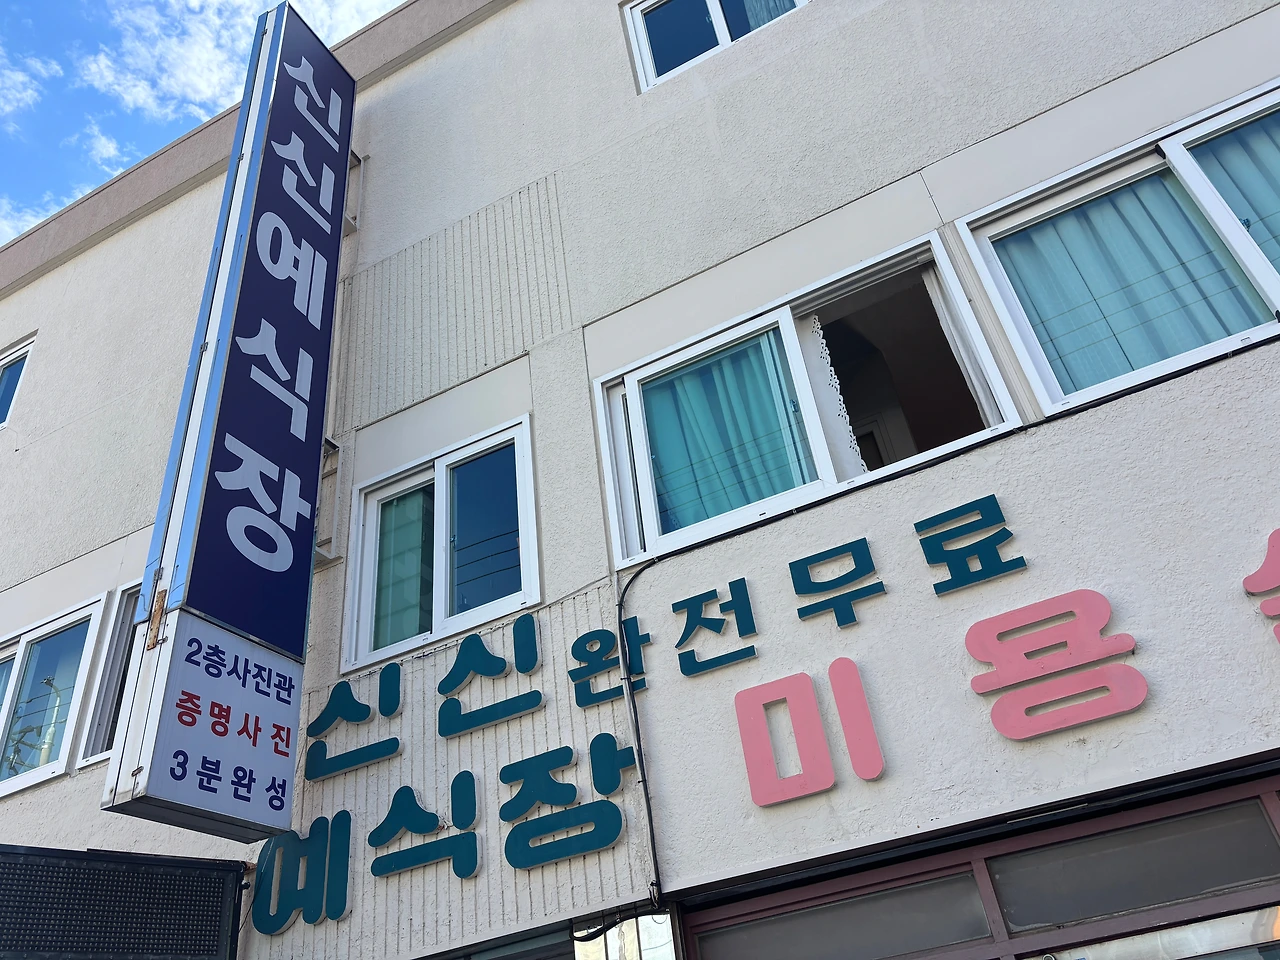 신신예식장
2층사진관
증명사진
3분완성
신신
예식장
완전무료
미용